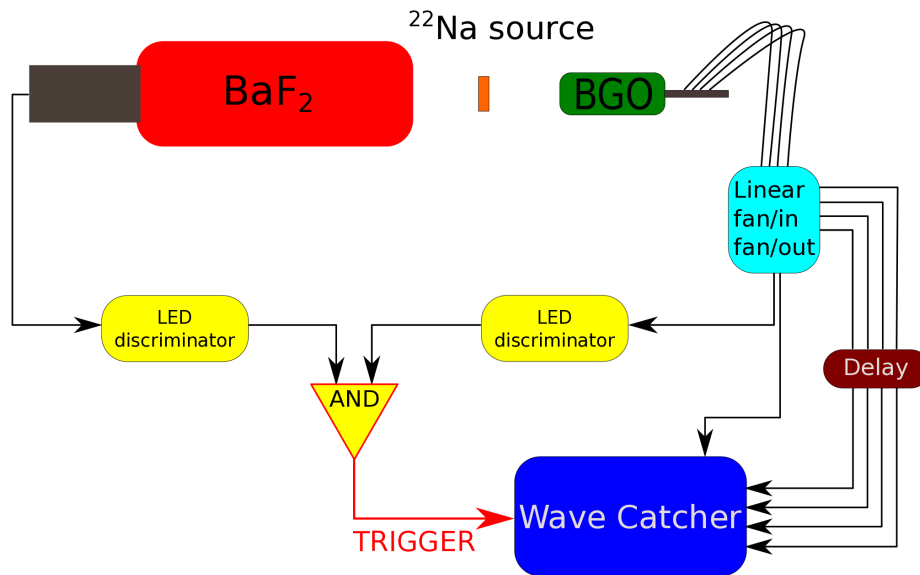 ²²Na source
BaF₂
BGO
Linear
fan/in
fan/out
LED
discriminator
LED
discriminator
Delay
AND
Wave Catcher
TRIGGER